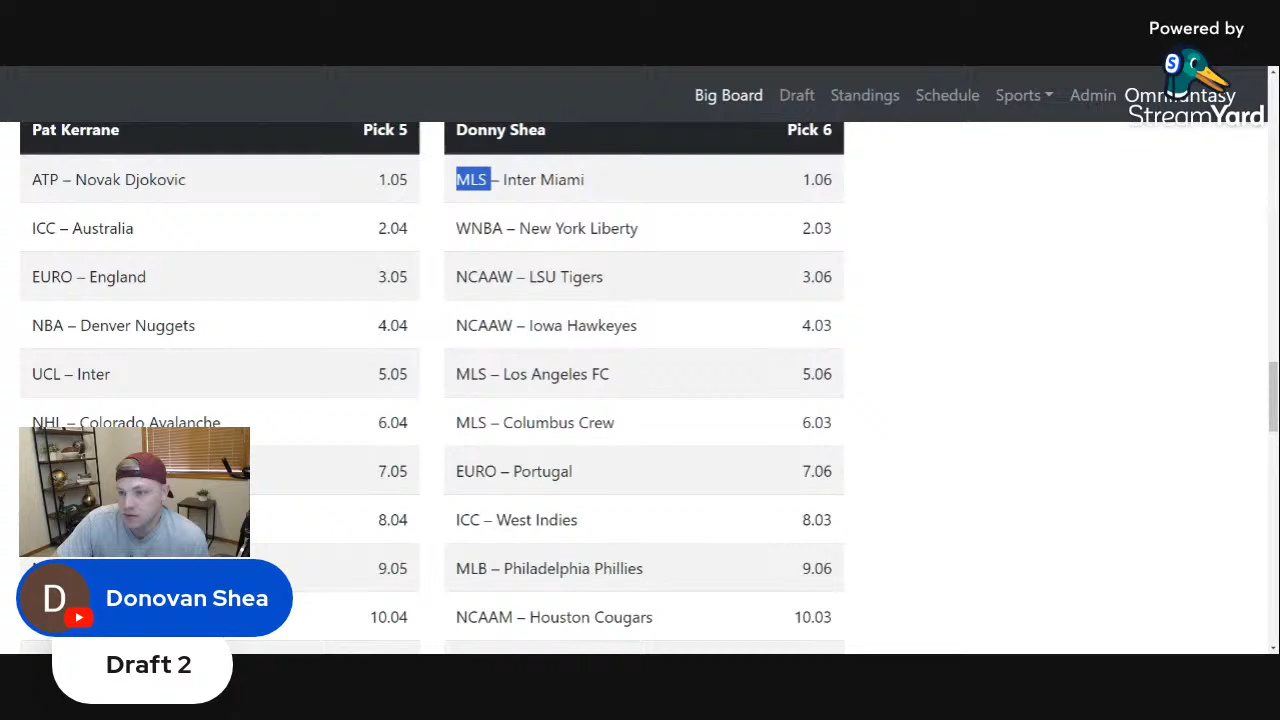 Powered by
StreamYard
Big Board Draft Standings Schedule Sports Admin Omnifantasy
Pat Kerrane Pick 5
ATP – Novak Djokovic 1.05
ICC – Australia 2.04
EURO – England 3.05
NBA – Denver Nuggets 4.04
UCL – Inter 5.05
NHL – Colorado Avalanche 6.04
7.05
8.04
9.05
10.04
Donny Shea Pick 6
MLS – Inter Miami 1.06
WNBA – New York Liberty 2.03
NCAAW – LSU Tigers 3.06
NCAAW – Iowa Hawkeyes 4.03
MLS – Los Angeles FC 5.06
MLS – Columbus Crew 6.03
EURO – Portugal 7.06
ICC – West Indies 8.03
MLB – Philadelphia Phillies 9.06
NCAAM – Houston Cougars 10.03
D
Donovan Shea
Draft 2